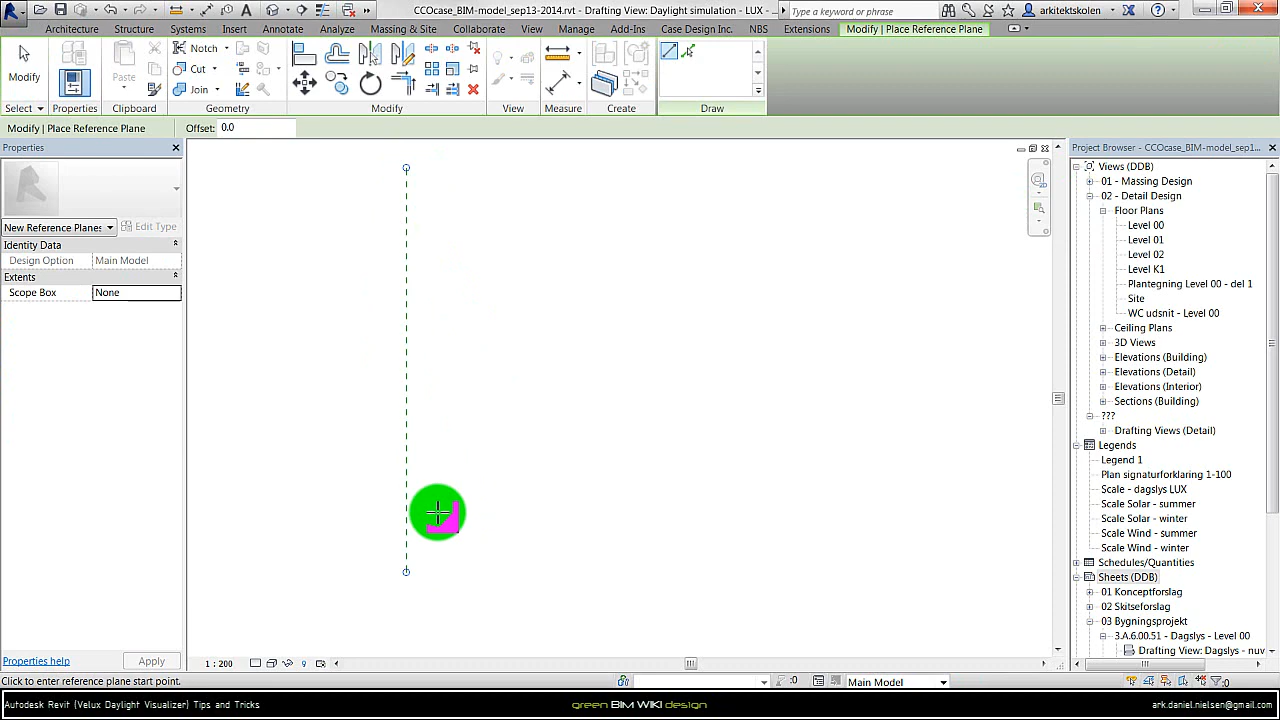 CCOcase_BIM-model_sep13-2014.rvt - Drafting View: Daylight simulation - LUX - ...
Type a keyword or phrase
arkitektskolen
Architecture Structure Systems Insert Annotate Analyze Massing & Site Collaborate View Manage Add-Ins Case Design Inc. NBS Extensions Modify | Place Reference Plane
Modify
Paste
Notch
Cut
Join
Select Properties Clipboard Geometry Modify View Measure Create Draw
Modify | Place Reference Plane Offset: 0.0
Properties
New Reference Planes Edit Type
Identity Data
Design Option Main Model
Extents
Scope Box None
Properties help Apply
2D
Project Browser - CCOcase_BIM-model_sep1...
Views (DDB)
01 - Massing Design
02 - Detail Design
Floor Plans
Level 00
Level 01
Level 02
Level K1
Plantegning Level 00 - del 1
Site
WC udsnit - Level 00
Ceiling Plans
3D Views
Elevations (Building)
Elevations (Detail)
Elevations (Interior)
Sections (Building)
???
Drafting Views (Detail)
Legends
Legend 1
Plan signaturforklaring 1-100
Scale - dagslys LUX
Scale Solar - summer
Scale Solar - winter
Scale Wind - summer
Scale Wind - winter
Schedules/Quantities
Sheets (DDB)
01 Konceptforslag
02 Skitseforslag
03 Bygningsprojekt
3.A.6.00.51 - Dagslys - Level 00
Drafting View: Dagslys - nuv
1 : 200
Click to enter reference plane start point.
:0 Main Model :0
Autodesk Revit (Velux Daylight Visualizer) Tips and Tricks green BIM WIKI design ark.daniel.nielsen@gmail.com